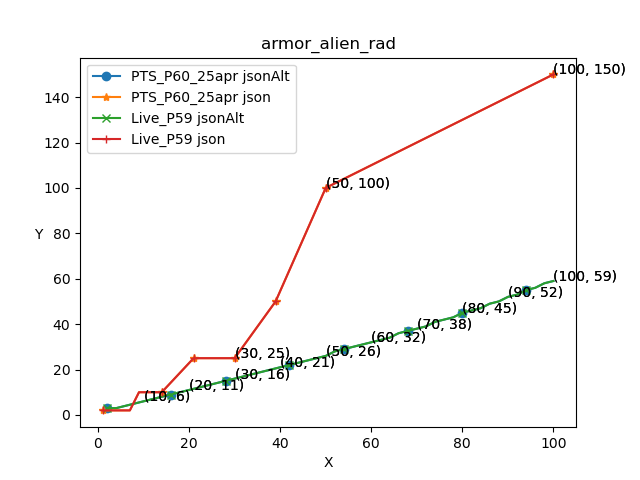 armor_alien_rad
PTS_P60_25apr jsonAlt
PTS_P60_25apr json
Live_P59 jsonAlt
Live_P59 json
(100, 150)
(50, 100)
(100, 59)
(90, 52)
(80, 45)
(70, 38)
(60, 32)
(50, 26)
(30, 25)
(40, 21)
(30, 16)
(20, 11)
(10, 6)
140
120
100
80
60
40
20
0
Y
0 20 40 60 80 100
X